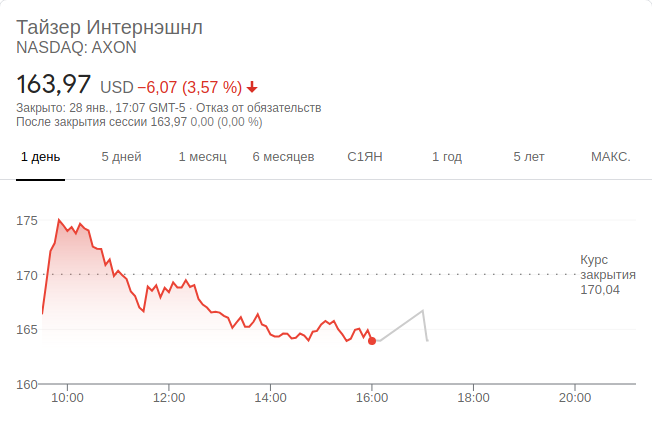 Тайзер Интернэшнл
NASDAQ: AXON
163,97 USD −6,07 (3,57 %)
Закрыто: 28 янв., 17:07 GMT-5 · Отказ от обязательств
После закрытия сессии 163,97 0,00 (0,00 %)
1 день 5 дней 1 месяц 6 месяцев С1ЯН 1 год 5 лет МАКС.
175
Курс
закрытия
170,04
170
165
160
10:00 12:00 14:00 16:00 18:00 20:00